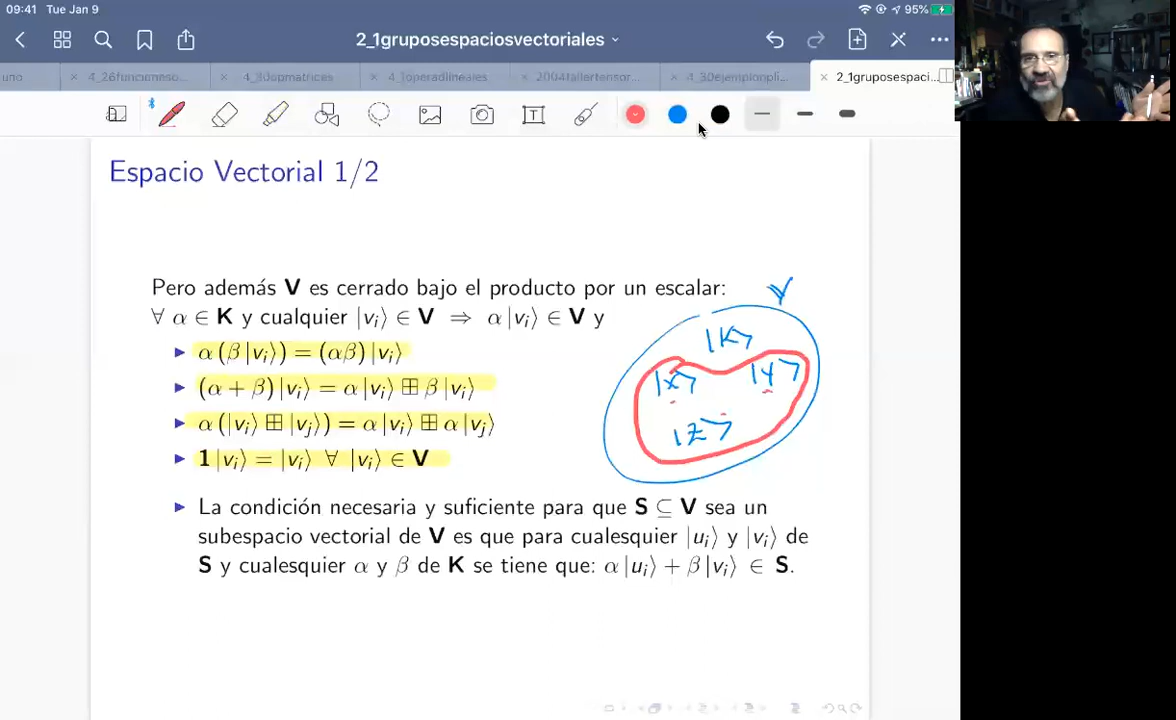 09:41 Tue Jan 9
95%
2_1gruposespaciosvectoriales
4_26funcioneso...
4_3dopmatrices
4_1operadlineales
2004tallertensor...
4_30ejemplonpli...
2_1gruposespaci...
Espacio Vectorial 1/2
Pero además V es cerrado bajo el producto por un escalar:
∀ α ∈ K y cualquier |vᵢ⟩ ∈ V ⇒ α |vᵢ⟩ ∈ V y
α (β |vᵢ⟩) = (αβ) |vᵢ⟩
(α + β) |vᵢ⟩ = α |vᵢ⟩ ⊞ β |vᵢ⟩
α (|vᵢ⟩ ⊞ |vⱼ⟩) = α |vᵢ⟩ ⊞ α |vⱼ⟩
1 |vᵢ⟩ = |vᵢ⟩ ∀ |vᵢ⟩ ∈ V
V
|K⟩
|x⟩ |y⟩
|z⟩
La condición necesaria y suficiente para que S ⊆ V sea un
subespacio vectorial de V es que para cualesquier |uᵢ⟩ y |vᵢ⟩ de
S y cualesquier α y β de K se tiene que: α |uᵢ⟩ + β |vᵢ⟩ ∈ S.